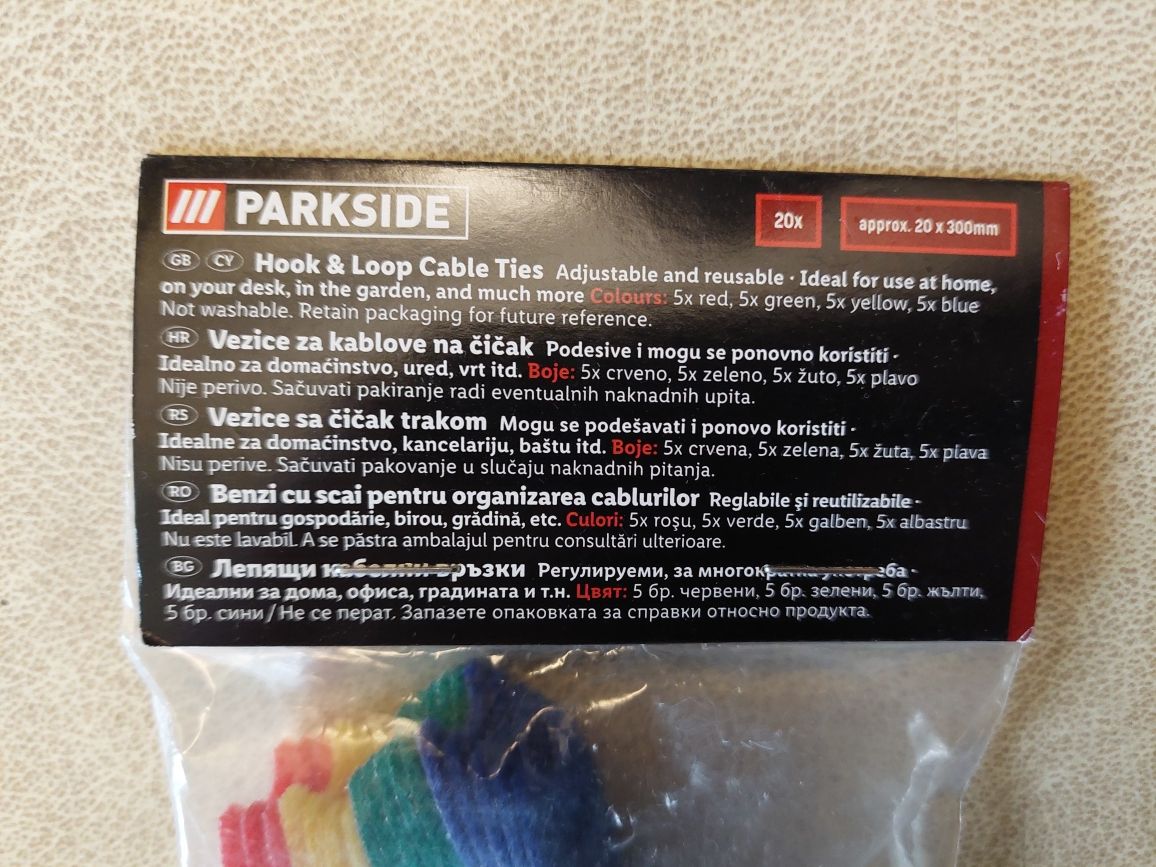 PARKSIDE
20x
approx. 20 x 300mm
GB CY Hook & Loop Cable Ties Adjustable and reusable · Ideal for use at home,
on your desk, in the garden, and much more Colours: 5x red, 5x green, 5x yellow, 5x blue
Not washable. Retain packaging for future reference.
HR Vezice za kablove na čičak Podesive i mogu se ponovno koristiti ·
Idealno za domaćinstvo, ured, vrt itd. Boje: 5x crveno, 5x zeleno, 5x žuto, 5x plavo
Nije perivo. Sačuvati pakiranje radi eventualnih naknadnih upita.
RS Vezice sa čičak trakom Mogu se podešavati i ponovo koristiti ·
Idealne za domaćinstvo, kancelariju, baštu itd. Boje: 5x crvena, 5x zelena, 5x žuta, 5x plava
Nisu perive. Sačuvati pakovanje u slučaju naknadnih pitanja.
RO Benzi cu scai pentru organizarea cablurilor Reglabile şi reutilizabile ·
Ideal pentru gospodărie, birou, grădină, etc. Culori: 5x roşu, 5x verde, 5x galben, 5x albastru
Nu este lavabil. A se păstra ambalajul pentru consultări ulterioare.
BG Лепящи кабелни връзки Регулируеми, за многократна употреба ·
Идеални за дома, офиса, градината и т.н. Цвят: 5 бр. червени, 5 бр. зелени, 5 бр. жълти,
5 бр. сини / Не се перат. Запазете опаковката за справки относно продукта.